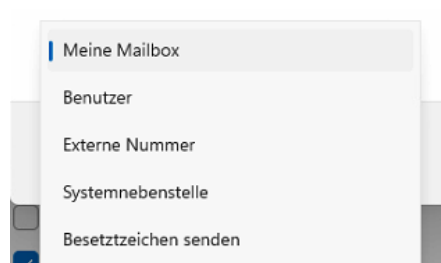 Meine Mailbox
Benutzer
Externe Nummer
Systemnebenstelle
Besetztzeichen senden